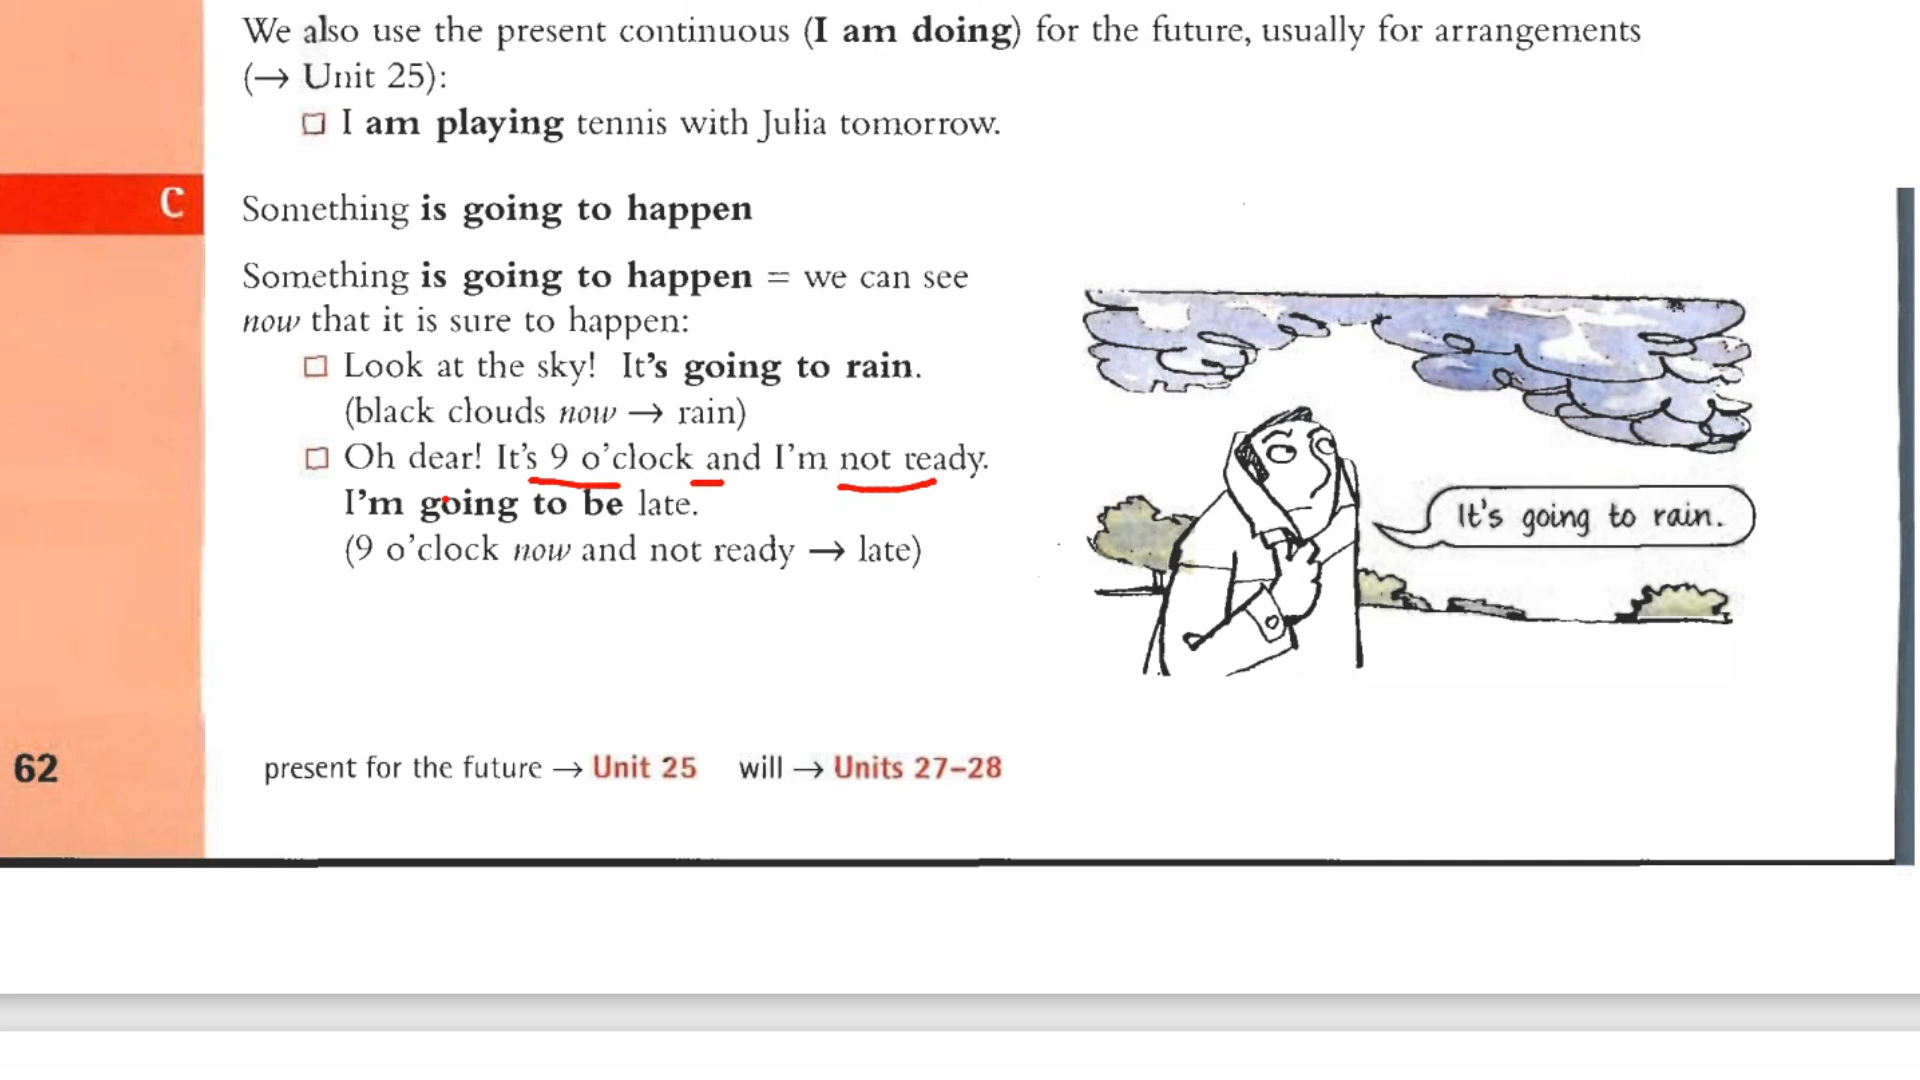 We also use the present continuous (I am doing) for the future, usually for arrangements
(→ Unit 25):
□ I am playing tennis with Julia tomorrow.
C
Something is going to happen
Something is going to happen = we can see
now that it is sure to happen:
□ Look at the sky! It's going to rain.
(black clouds now → rain)
□ Oh dear! It's 9 o'clock and I'm not ready.
I'm going to be late.
(9 o'clock now and not ready → late)
It's going to rain.
62
present for the future → Unit 25 will → Units 27–28